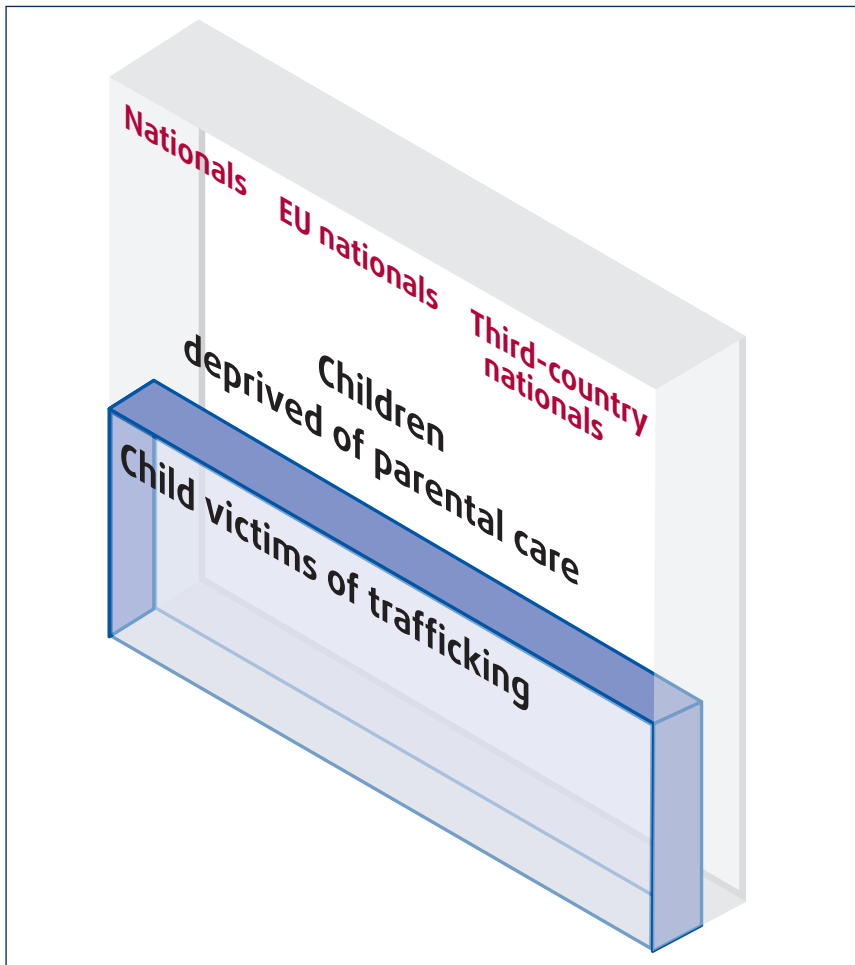 Nationals
EU nationals
Third-country
nationals
Children
deprived of parental care
Child victims of trafficking